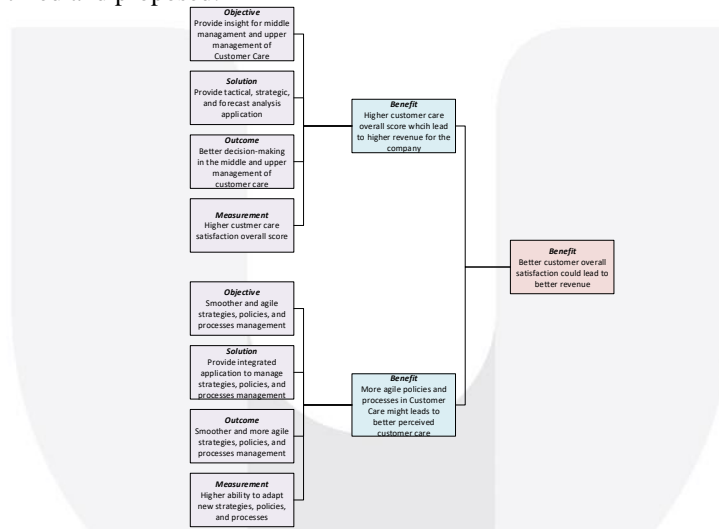 Objective
Provide insight for middle
managament and upper
management of
Customer Care
Solution
Provide tactical, strategic,
and forecast analysis
application
Outcome
Better decision-making
in the middle and upper
management of
customer care
Measurement
Higher custmer care
satisfaction overall score
Benefit
Higher customer care
overall score whcih lead
to higher revenue for the
company
Objective
Smoother and agile
strategies, policies, and
processes management
Solution
Provide integrated
application to manage
strategies, policies, and
processes management
Outcome
Smoother and more agile
strategies, policies, and
processes management
Measurement
Higher ability to adapt
new strategies, policies,
and processes
Benefit
More agile policies and
processes in Customer
Care might leads to
better perceived
customer care
Benefit
Better customer overall
satisfaction could lead to
better revenue